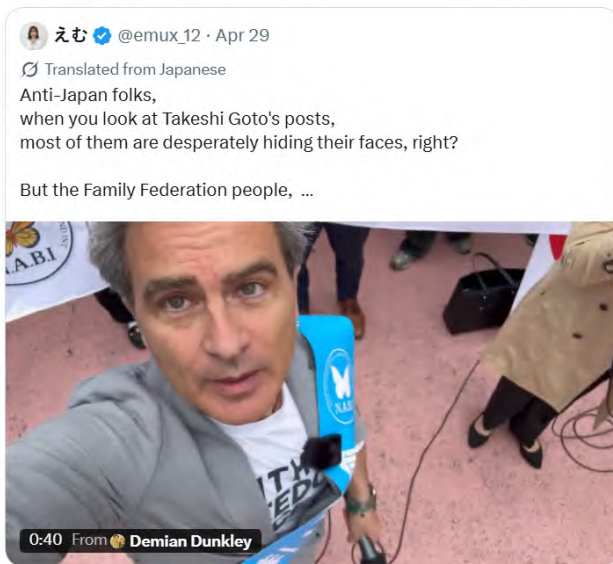 えむ @emux_12 · Apr 29
Translated from Japanese
Anti-Japan folks,
when you look at Takeshi Goto's posts,
most of them are desperately hiding their faces, right?
But the Family Federation people, ...
A.B.I
N.A.B.I
0:40 From Demian Dunkley